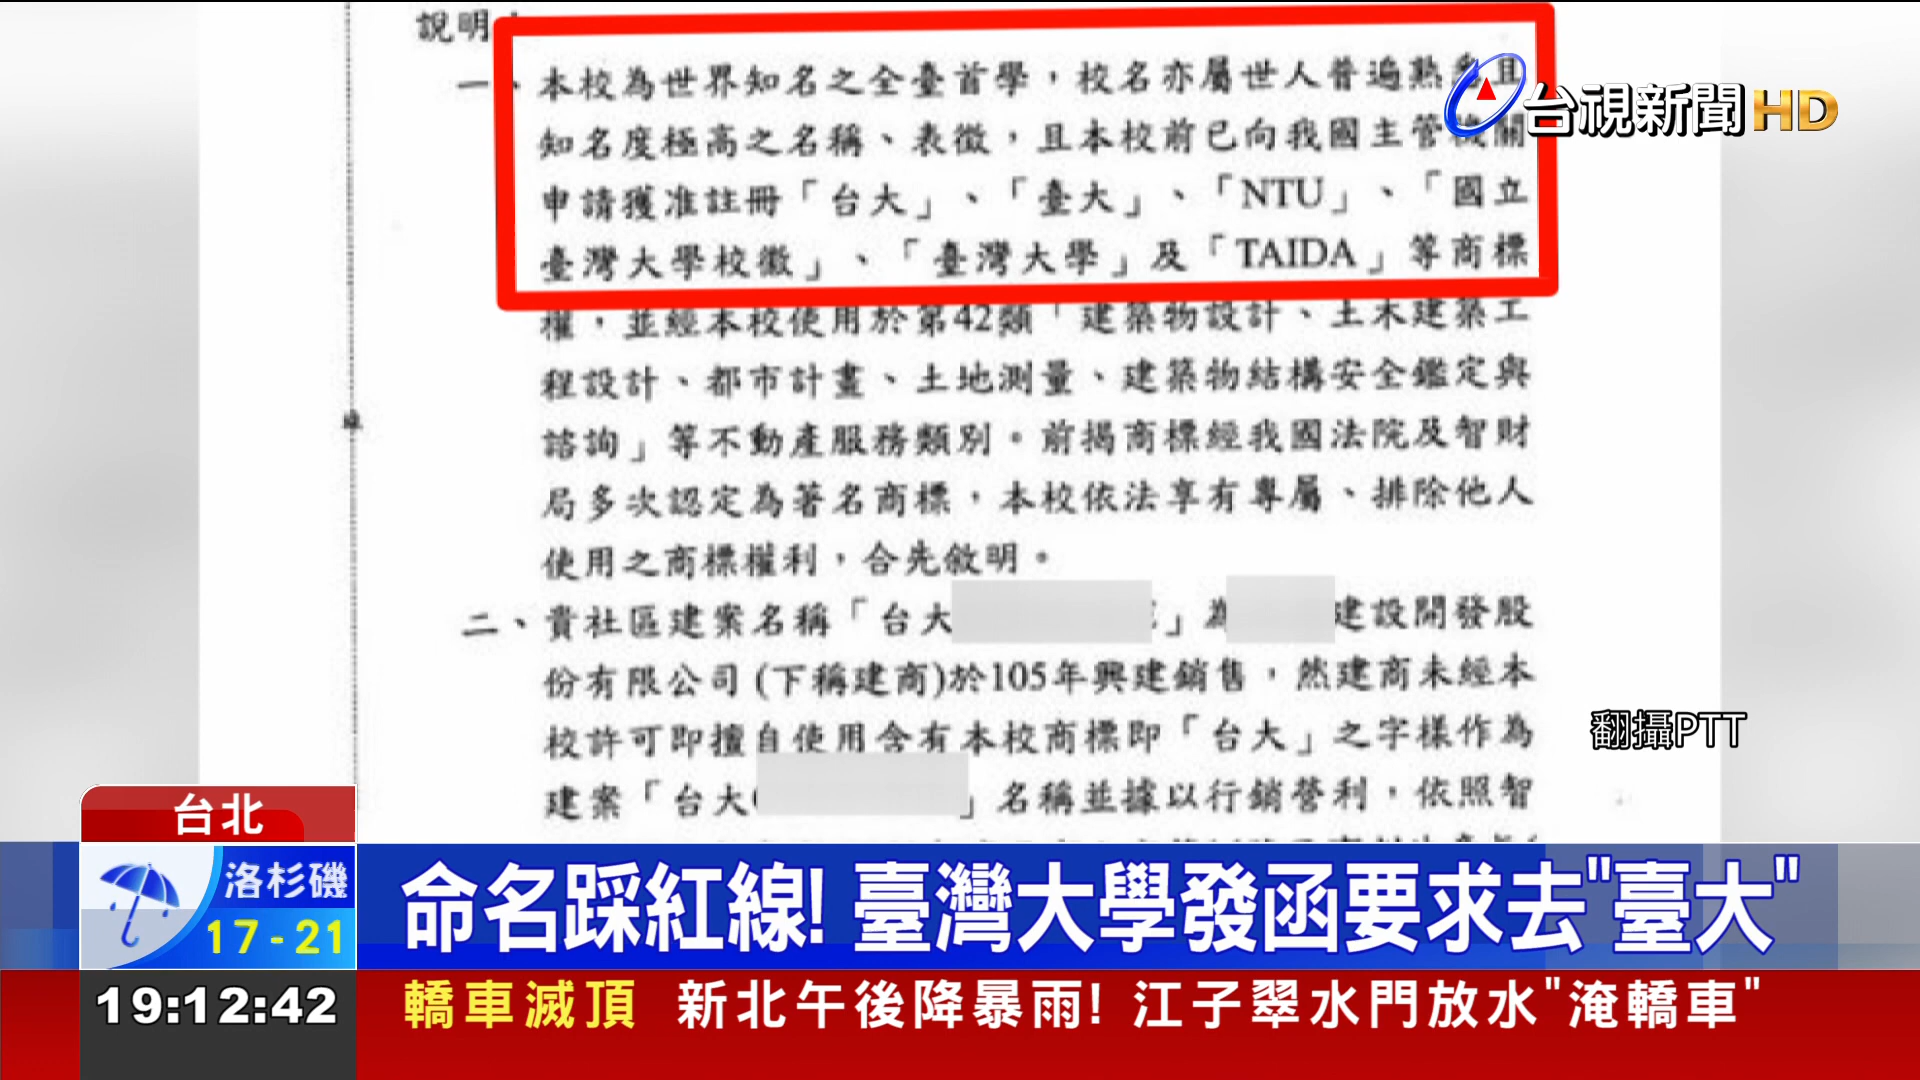 說明
一、本校為世界知名之全臺首學，校名亦屬世人普遍熟悉且
知名度極高之名稱、表徵，且本校前已向我國主管機關
申請獲准註冊「台大」、「臺大」、「NTU」、「國立
臺灣大學校徽」、「臺灣大學」及「TAIDA」等商標
權，並經本校使用於第42類「建築物設計、土木建築工
程設計、都市計畫、土地測量、建築物結構安全鑑定與
諮詢」等不動產服務類別。前揭商標經我國法院及智財
局多次認定為著名商標，本校依法享有專屬、排除他人
使用之商標權利，合先敘明。
二、貴社區建案名稱「台大 」為 建設開發股
份有限公司(下稱建商)於105年興建銷售，然建商未經本
校許可即擅自使用含有本校商標即「台大」之字樣作為
建案「台大 」名稱並據以行銷營利，依照智
台視新聞HD
翻攝PTT
台北
洛杉磯
17-21
命名踩紅線! 臺灣大學發函要求去"臺大"
19:12:42
轎車滅頂 新北午後降暴雨! 江子翠水門放水"淹轎車"